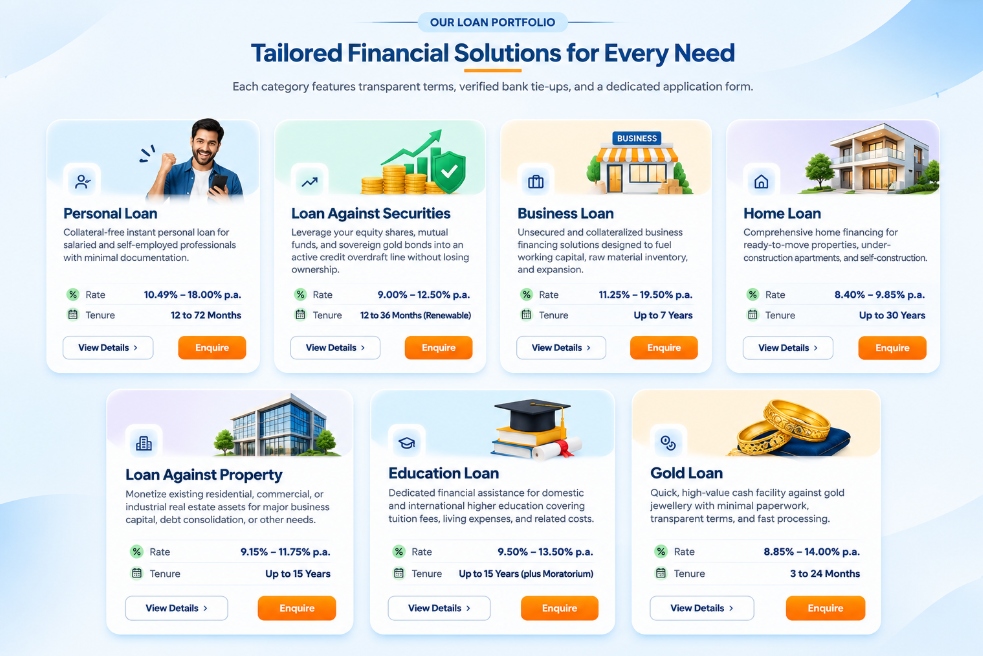 OUR LOAN PORTFOLIO
Tailored Financial Solutions for Every Need
Each category features transparent terms, verified bank tie-ups, and a dedicated application form.
Personal Loan
Collateral-free instant personal loan for
salaried and self-employed professionals
with minimal documentation.
% Rate 10.49% – 18.00% p.a.
Tenure 12 to 72 Months
View Details ›
Enquire
Loan Against Securities
Leverage your equity shares, mutual
funds, and sovereign gold bonds into an
active credit overdraft line without losing
ownership.
% Rate 9.00% – 12.50% p.a.
Tenure 12 to 36 Months (Renewable)
View Details ›
Enquire
BUSINESS
Business Loan
Unsecured and collateralized business
financing solutions designed to fuel
working capital, raw material inventory,
and expansion.
% Rate 11.25% – 19.50% p.a.
Tenure Up to 7 Years
View Details ›
Enquire
Home Loan
Comprehensive home financing for
ready-to-move properties, under-
construction apartments, and self-construction.
% Rate 8.40% – 9.85% p.a.
Tenure Up to 30 Years
View Details ›
Enquire
Loan Against Property
Monetize existing residential, commercial, or
industrial real estate assets for major business
capital, debt consolidation, or other needs.
% Rate 9.15% – 11.75% p.a.
Tenure Up to 15 Years
View Details ›
Enquire
Education Loan
Dedicated financial assistance for domestic
and international higher education covering
tuition fees, living expenses, and related costs.
% Rate 9.50% – 13.50% p.a.
Tenure Up to 15 Years (plus Moratorium)
View Details ›
Enquire
Gold Loan
Quick, high-value cash facility against gold
jewellery with minimal paperwork,
transparent terms, and fast processing.
% Rate 8.85% – 14.00% p.a.
Tenure 3 to 24 Months
View Details ›
Enquire